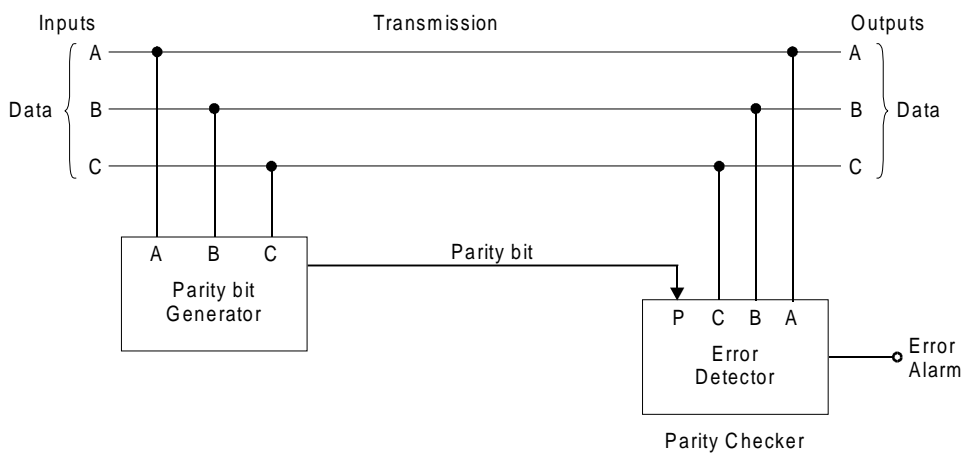 Inputs Transmission Outputs
A A
Data B B Data
C C
A B C Parity bit
Parity bit
Generator
P C B A
Error
Detector
Error
Alarm
Parity Checker